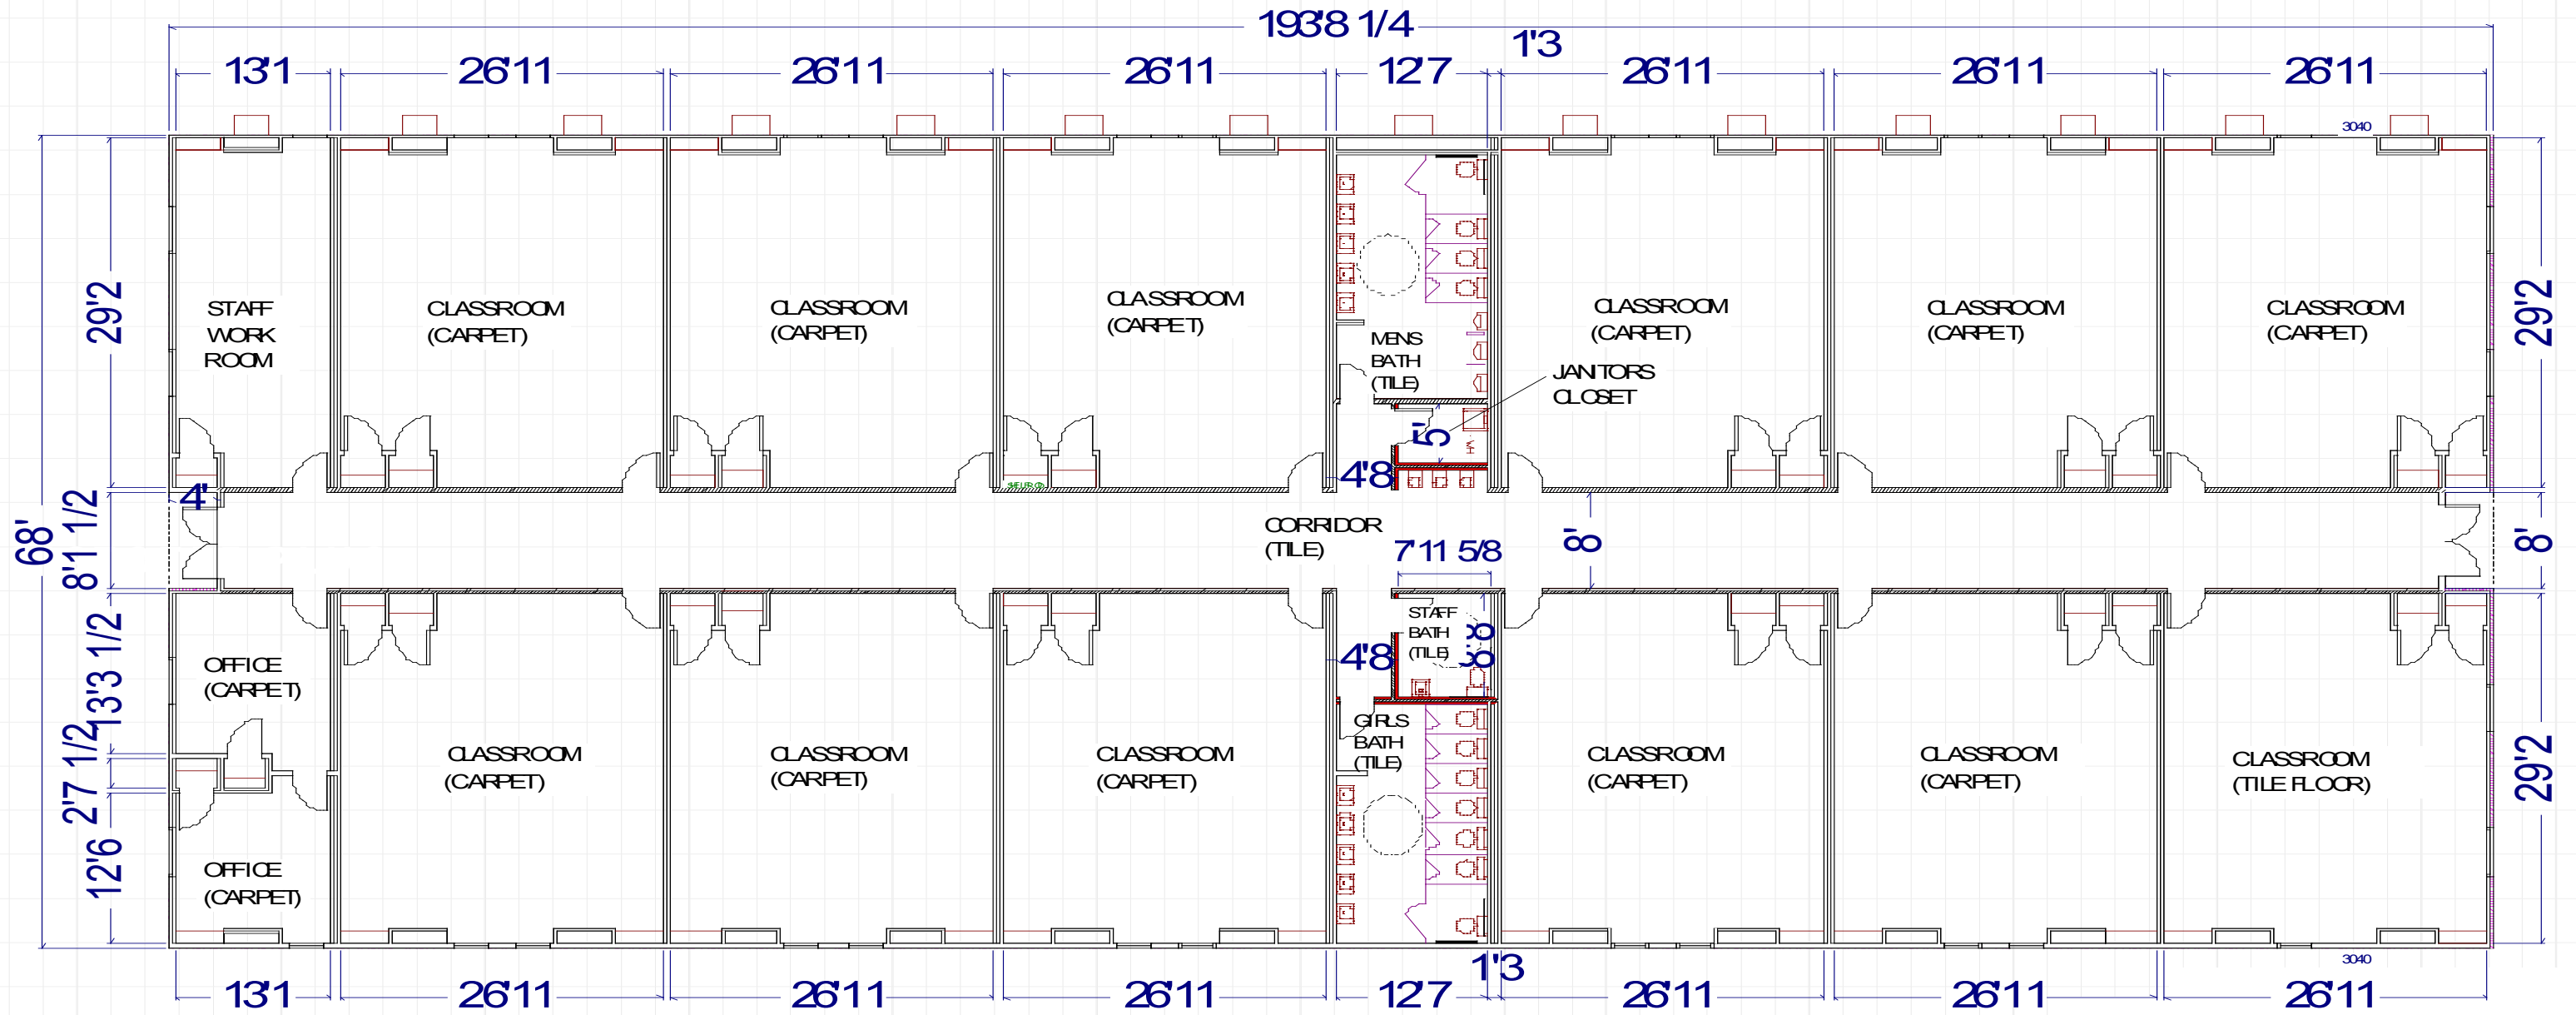 193'8 1/4
1'3
13'1
26'11
26'11
26'11
12'7
26'11
26'11
26'11
3040
29'2
STAFF
WORK
ROOM
CLASSROOM
(CARPET)
CLASSROOM
(CARPET)
CLASSROOM
(CARPET)
MENS
BATH
(TILE)
CLASSROOM
(CARPET)
JANITORS
CLOSET
CLASSROOM
(CARPET)
CLASSROOM
(CARPET)
29'2
5'
4'8
4'
68'
8'1 1/2
CORRIDOR
(TILE)
7'11 5/8
8'
8'
13'3 1/2
OFFICE
(CARPET)
4'8
STAFF
BATH
(TILE)
8'8
2'7 1/2
CLASSROOM
(CARPET)
CLASSROOM
(CARPET)
CLASSROOM
(CARPET)
GIRLS
BATH
(TILE)
CLASSROOM
(CARPET)
CLASSROOM
(CARPET)
CLASSROOM
(TILE FLOOR)
29'2
12'6
OFFICE
(CARPET)
3040
1'3
13'1
26'11
26'11
26'11
12'7
26'11
26'11
26'11